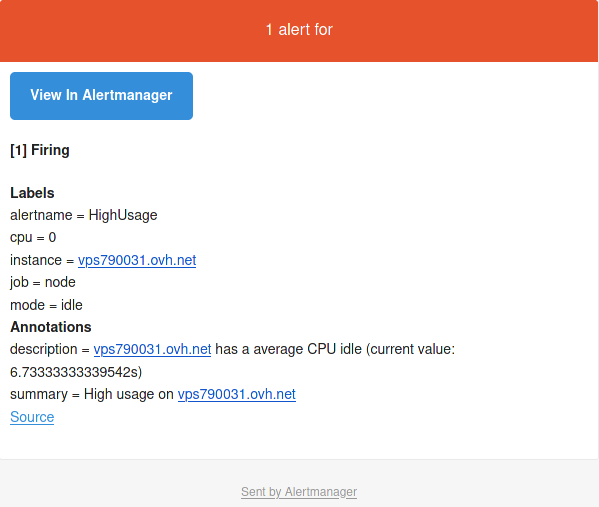 1 alert for
View In Alertmanager
[1] Firing
Labels
alertname = HighUsage
cpu = 0
instance = vps790031.ovh.net
job = node
mode = idle
Annotations
description = vps790031.ovh.net has a average CPU idle (current value:
6.73333333339542s)
summary = High usage on vps790031.ovh.net
Source
Sent by Alertmanager